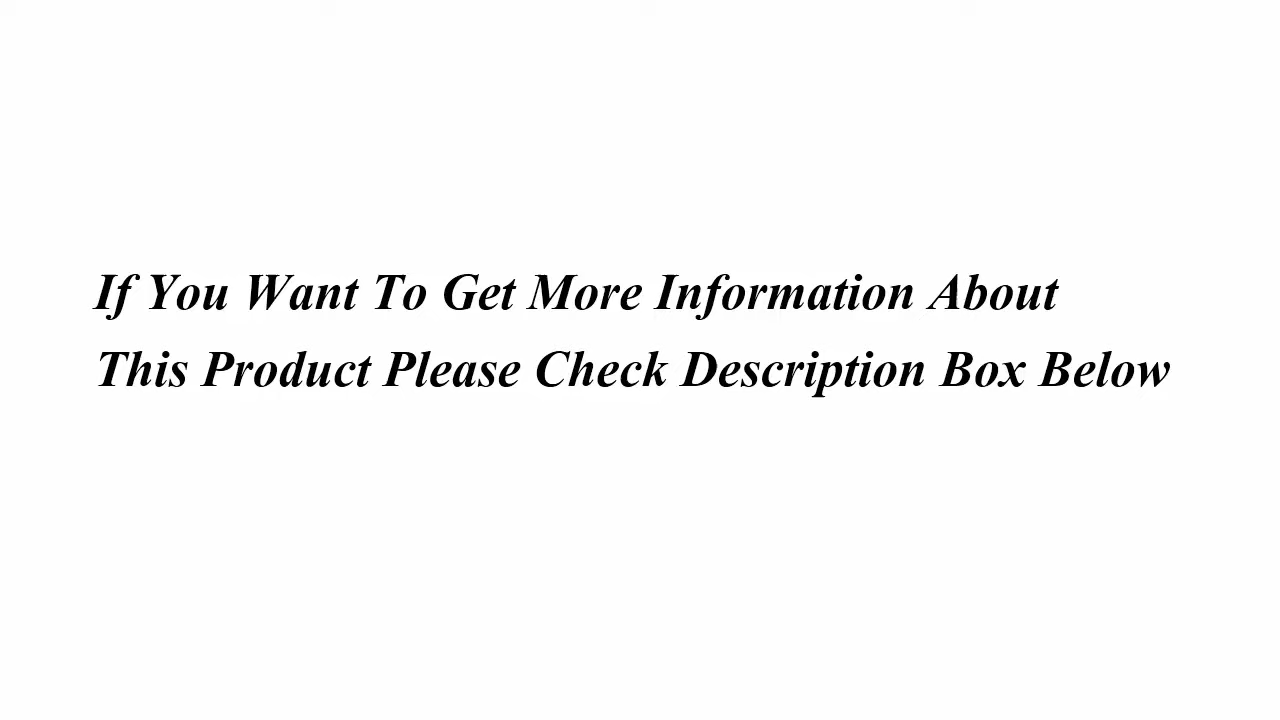 If You Want To Get More Information About
This Product Please Check Description Box Below